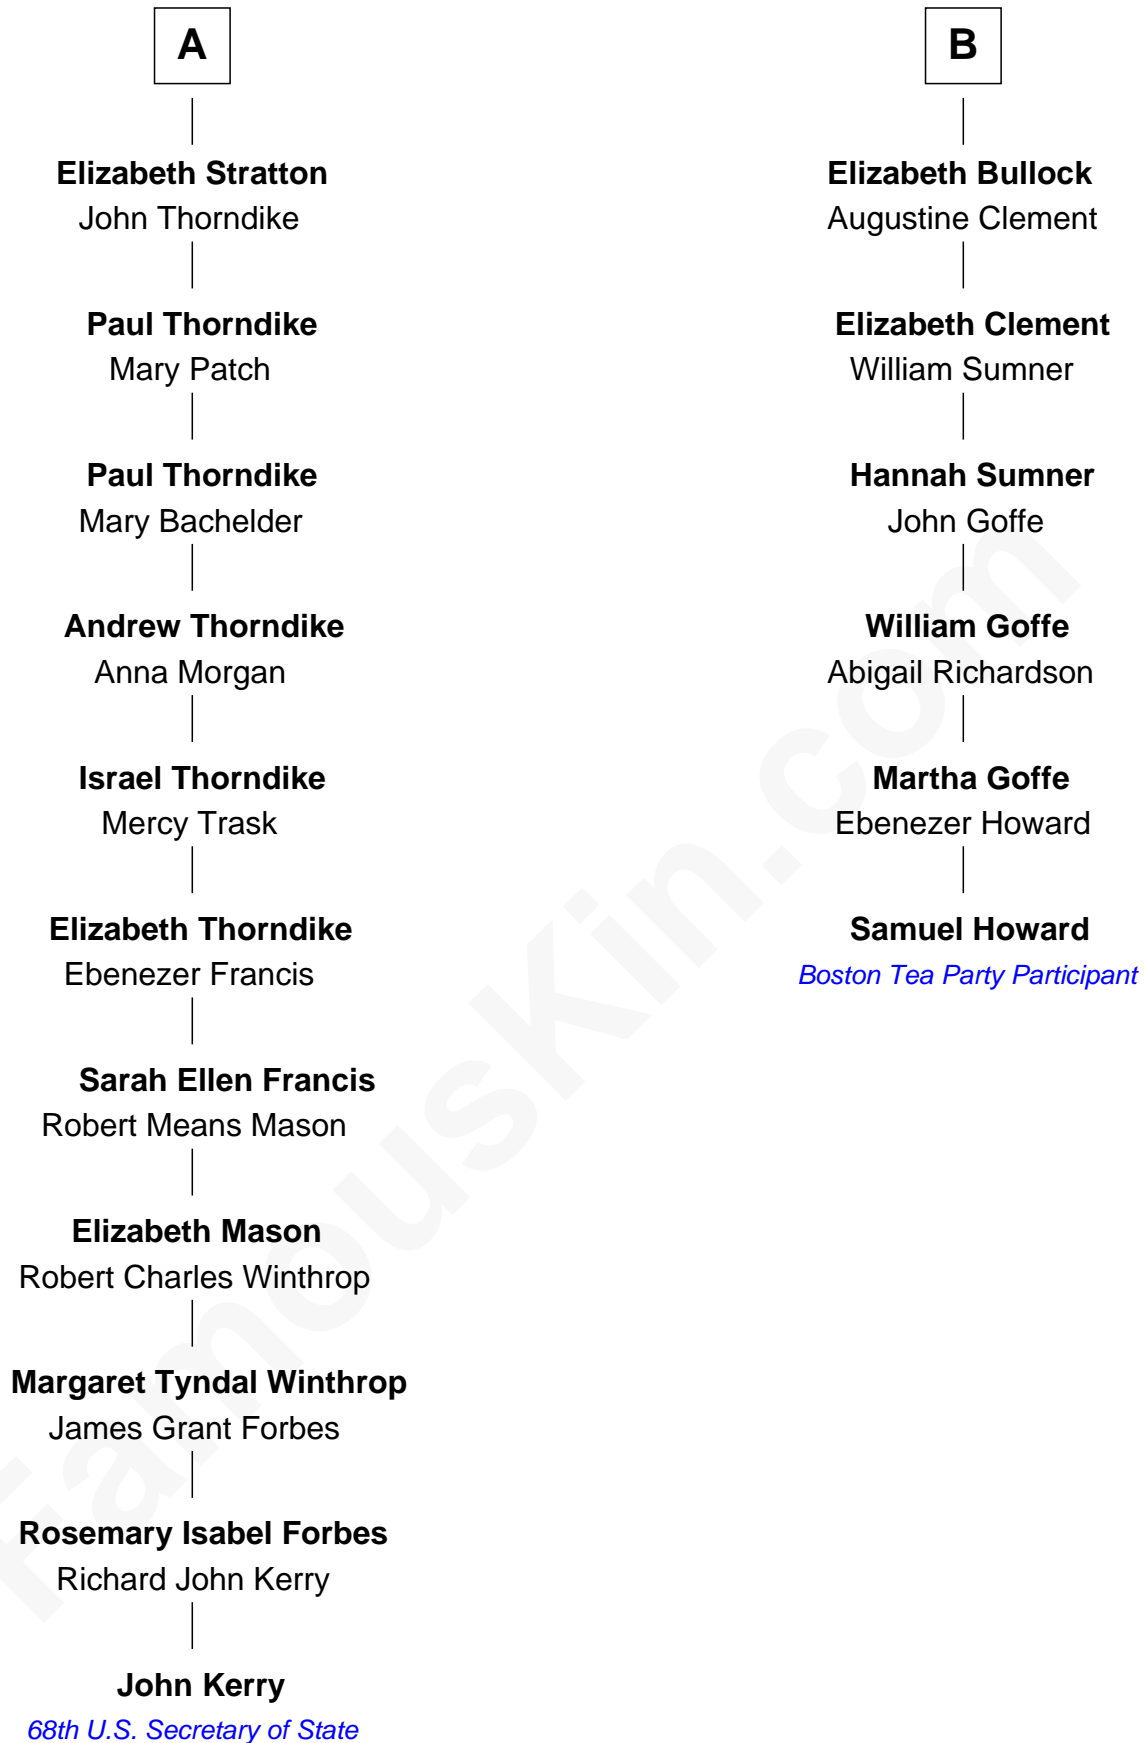 A
Elizabeth Stratton
John Thorndike
Paul Thorndike
Mary Patch
Paul Thorndike
Mary Bachelder
Andrew Thorndike
Anna Morgan
Israel Thorndike
Mercy Trask
Elizabeth Thorndike
Ebenezer Francis
Sarah Ellen Francis
Robert Means Mason
Elizabeth Mason
Robert Charles Winthrop
Margaret Tyndal Winthrop
James Grant Forbes
Rosemary Isabel Forbes
Richard John Kerry
John Kerry
68th U.S. Secretary of State
B
Elizabeth Bullock
Augustine Clement
Elizabeth Clement
William Sumner
Hannah Sumner
John Goffe
William Goffe
Abigail Richardson
Martha Goffe
Ebenezer Howard
Samuel Howard
Boston Tea Party Participant
FamousKin.com